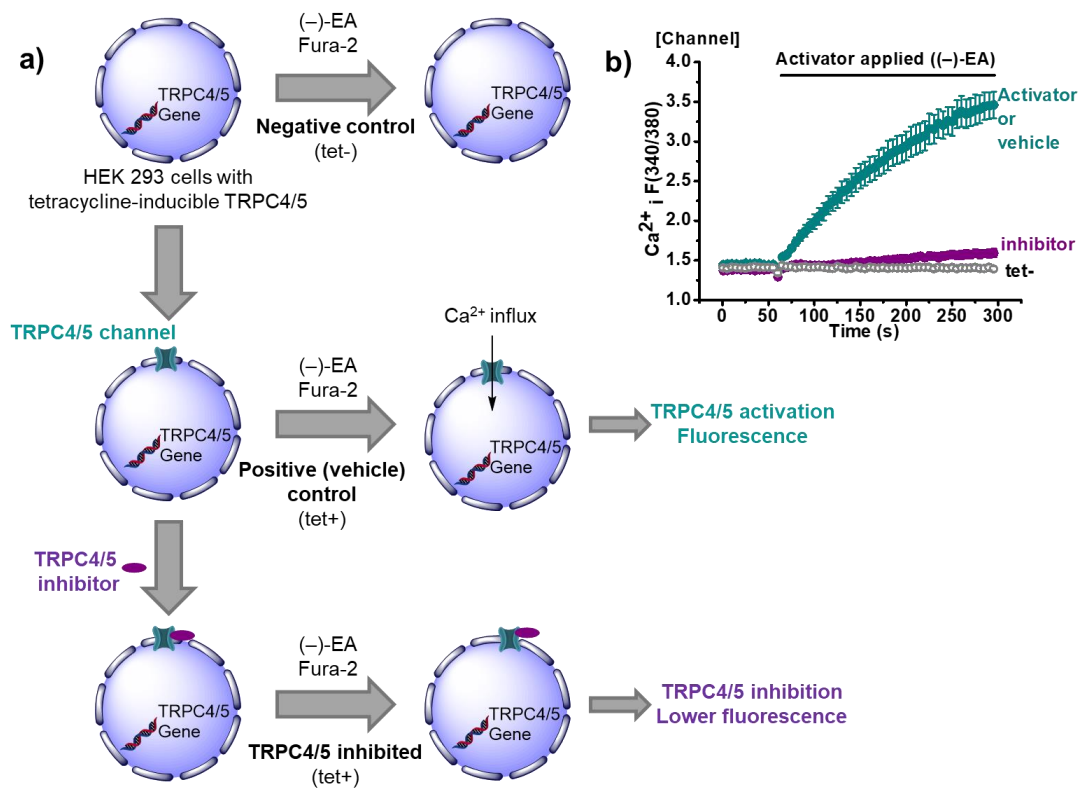 a)
(–)-EA
Fura-2
TRPC4/5
Gene
Negative control
(tet-)
TRPC4/5
Gene
HEK 293 cells with
tetracycline-inducible TRPC4/5
TRPC4/5 channel
(–)-EA
Fura-2
TRPC4/5
Gene
Positive (vehicle)
control
(tet+)
Ca²⁺ influx
TRPC4/5
Gene
TRPC4/5 activation
Fluorescence
TRPC4/5
inhibitor
(–)-EA
Fura-2
TRPC4/5
Gene
TRPC4/5 inhibited
(tet+)
TRPC4/5
Gene
TRPC4/5 inhibition
Lower fluorescence
b)
[Channel]
Activator applied ((–)-EA)
4.0
3.5
3.0
2.5
2.0
1.5
1.0
Ca²⁺ i F(340/380)
Activator
or
vehicle
inhibitor
tet-
0
50
100
150
200
250
300
Time (s)